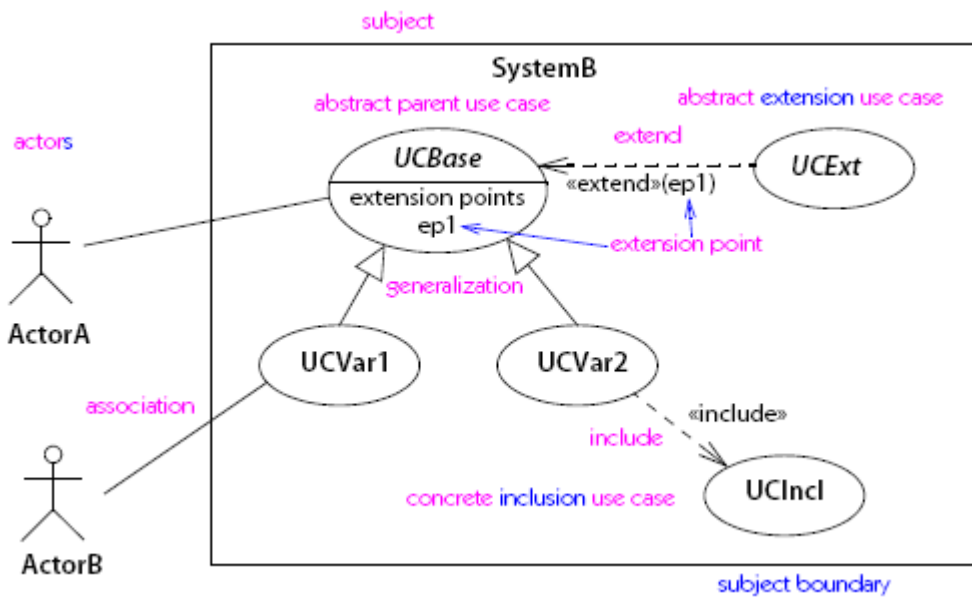 subject
SystemB
abstract parent use case
abstract extension use case
actors
extend
UCBase
UCExt
«extend»(ep1)
extension points
ep1
extension point
generalization
ActorA
UCVar1
UCVar2
association
«include»
include
concrete inclusion use case
UCIncl
ActorB
subject boundary